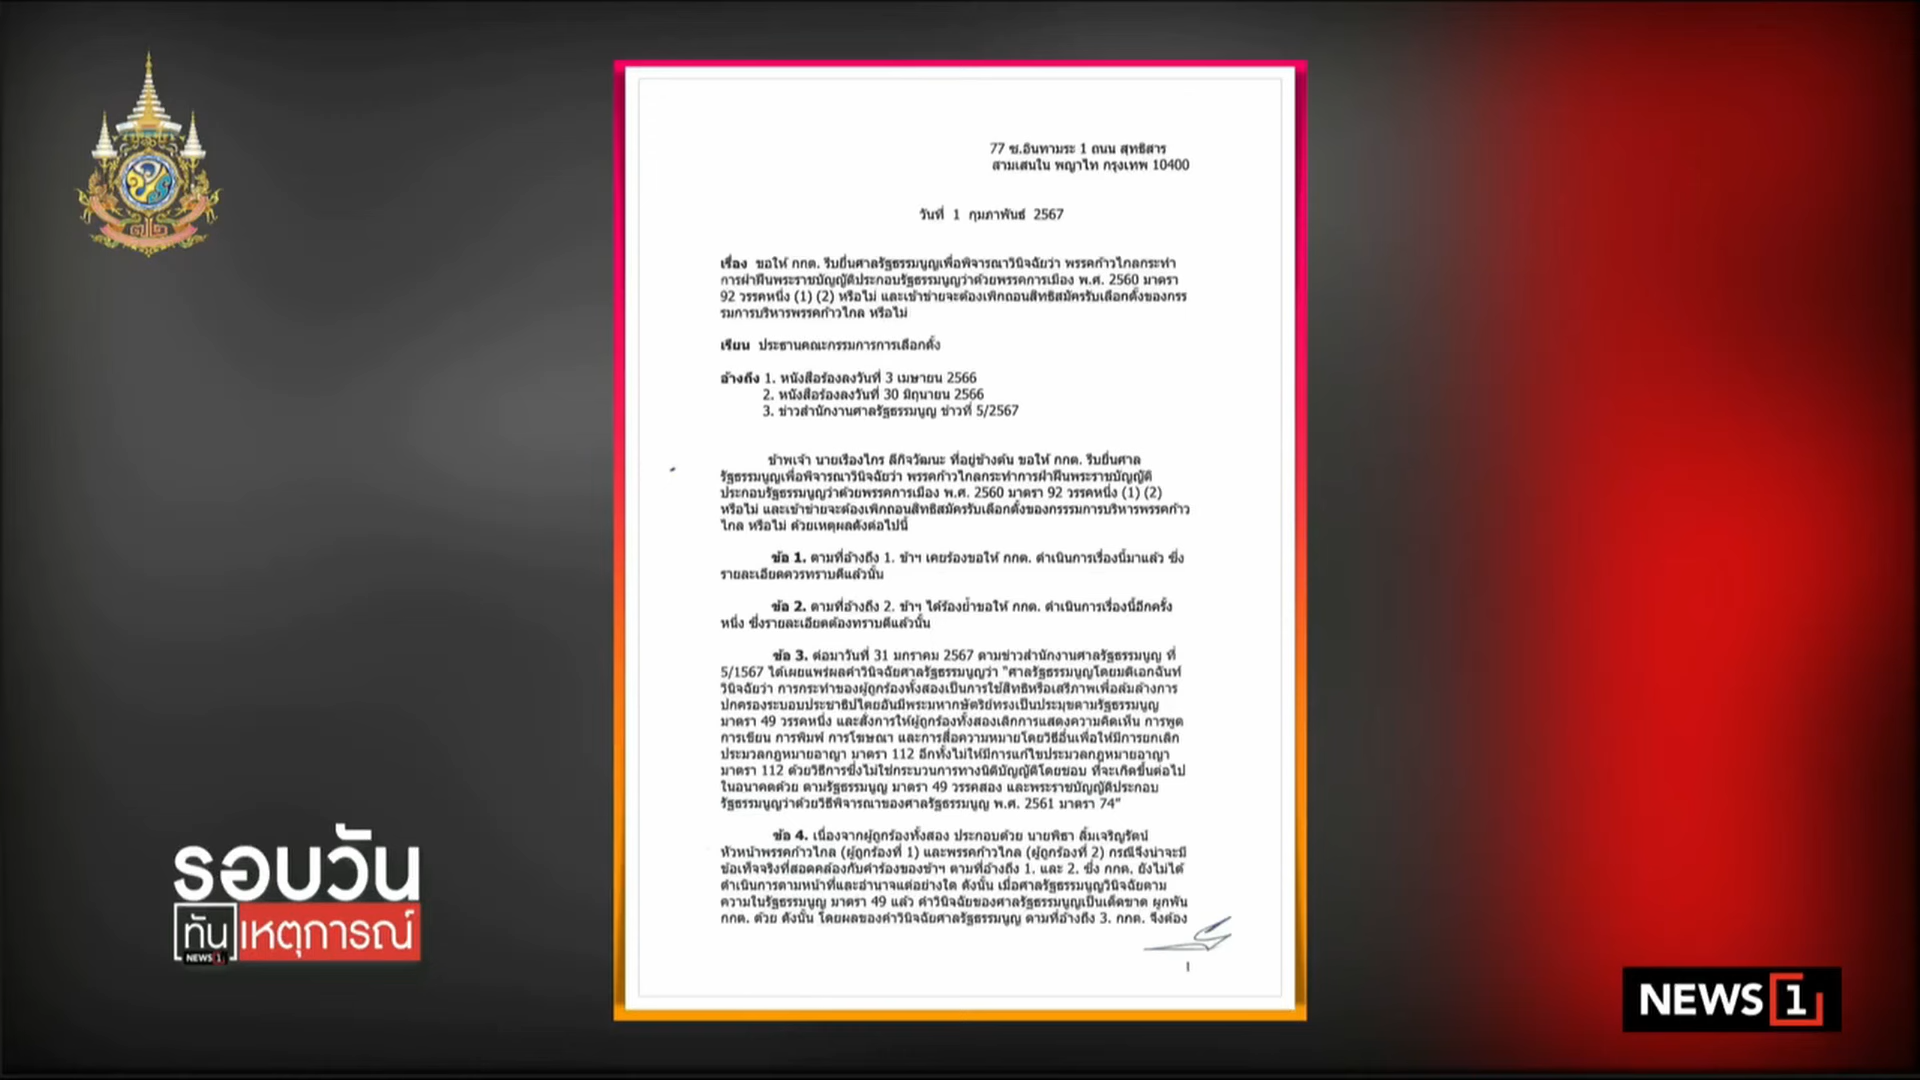 77 ซ.อินทามระ 1 ถนน สุทธิสาร
สามเสนใน พญาไท กรุงเทพ 10400
วันที่ 1 กุมภาพันธ์ 2567
เรื่อง ขอให้ กกต. รีบยื่นศาลรัฐธรรมนูญเพื่อพิจารณาวินิจฉัยว่า พรรคก้าวไกลกระทำ
การฝ่าฝืนพระราชบัญญัติประกอบรัฐธรรมนูญว่าด้วยพรรคการเมือง พ.ศ. 2560 มาตรา
92 วรรคหนึ่ง (1) (2) หรือไม่ และเข้าข่ายจะต้องเพิกถอนสิทธิสมัครรับเลือกตั้งของกรร
รมการบริหารพรรคก้าวไกล หรือไม่
เรียน ประธานคณะกรรมการการเลือกตั้ง
อ้างถึง 1. หนังสือร้องลงวันที่ 3 เมษายน 2566
2. หนังสือร้องลงวันที่ 30 มิถุนายน 2566
3. ข่าวสำนักงานศาลรัฐธรรมนูญ ข่าวที่ 5/2567
ข้าพเจ้า นายเรืองไกร ลีกิจวัฒนะ ที่อยู่ข้างต้น ขอให้ กกต. รีบยื่นศาล
รัฐธรรมนูญเพื่อพิจารณาวินิจฉัยว่า พรรคก้าวไกลกระทำการฝ่าฝืนพระราชบัญญัติ
ประกอบรัฐธรรมนูญว่าด้วยพรรคการเมือง พ.ศ. 2560 มาตรา 92 วรรคหนึ่ง (1) (2)
หรือไม่ และเข้าข่ายจะต้องเพิกถอนสิทธิสมัครรับเลือกตั้งของกรรรมการบริหารพรรคก้าว
ไกล หรือไม่ ด้วยเหตุผลดังต่อไปนี้
ข้อ 1. ตามที่อ้างถึง 1. ข้าฯ เคยร้องขอให้ กกต. ดำเนินการเรื่องนี้มาแล้ว ซึ่ง
รายละเอียดควรทราบดีแล้วนั้น
ข้อ 2. ตามที่อ้างถึง 2. ข้าฯ ได้ร้องย้ำขอให้ กกต. ดำเนินการเรื่องนี้อีกครั้ง
หนึ่ง ซึ่งรายละเอียดต้องทราบดีแล้วนั้น
ข้อ 3. ต่อมาวันที่ 31 มกราคม 2567 ตามข่าวสำนักงานศาลรัฐธรรมนูญ ที่
5/1567 ได้เผยแพร่ผลคำวินิจฉัยศาลรัฐธรรมนูญว่า “ศาลรัฐธรรมนูญโดยมติเอกฉันท์
วินิจฉัยว่า การกระทำของผู้ถูกร้องทั้งสองเป็นการใช้สิทธิหรือเสรีภาพเพื่อล้มล้างการ
ปกครองระบอบประชาธิปไตยอันมีพระมหากษัตริย์ทรงเป็นประมุขตามรัฐธรรมนูญ
มาตรา 49 วรรคหนึ่ง และสั่งการให้ผู้ถูกร้องทั้งสองเลิกการแสดงความคิดเห็น การพูด
การเขียน การพิมพ์ การโฆษณา และการสื่อความหมายโดยวิธีอื่นเพื่อให้มีการยกเลิก
ประมวลกฎหมายอาญา มาตรา 112 อีกทั้งไม่ให้มีการแก้ไขประมวลกฎหมายอาญา
มาตรา 112 ด้วยวิธีการซึ่งไม่ใช่กระบวนการทางนิติบัญญัติโดยชอบ ที่จะเกิดขึ้นต่อไป
ในอนาคตด้วย ตามรัฐธรรมนูญ มาตรา 49 วรรคสอง และพระราชบัญญัติประกอบ
รัฐธรรมนูญว่าด้วยวิธีพิจารณาของศาลรัฐธรรมนูญ พ.ศ. 2561 มาตรา 74”
ข้อ 4. เนื่องจากผู้ถูกร้องทั้งสอง ประกอบด้วย นายพิธา ลิ้มเจริญรัตน์
หัวหน้าพรรคก้าวไกล (ผู้ถูกร้องที่ 1) และพรรคก้าวไกล (ผู้ถูกร้องที่ 2) กรณีจึงน่าจะมี
ข้อเท็จจริงที่สอดคล้องกับคำร้องของข้าฯ ตามที่อ้างถึง 1. และ 2. ซึ่ง กกต. ยังไม่ได้
ดำเนินการตามหน้าที่และอำนาจแต่อย่างใด ดังนั้น เมื่อศาลรัฐธรรมนูญวินิจฉัยตาม
ความในรัฐธรรมนูญ มาตรา 49 แล้ว คำวินิจฉัยของศาลรัฐธรรมนูญเป็นเด็ดขาด ผูกพัน
กกต. ด้วย ดังนั้น โดยผลของคำวินิจฉัยศาลรัฐธรรมนูญ ตามที่อ้างถึง 3. กกต. จึงต้อง
1
รอบวัน
ทันเหตุการณ์
NEWS 1
NEWS 1
๗๒